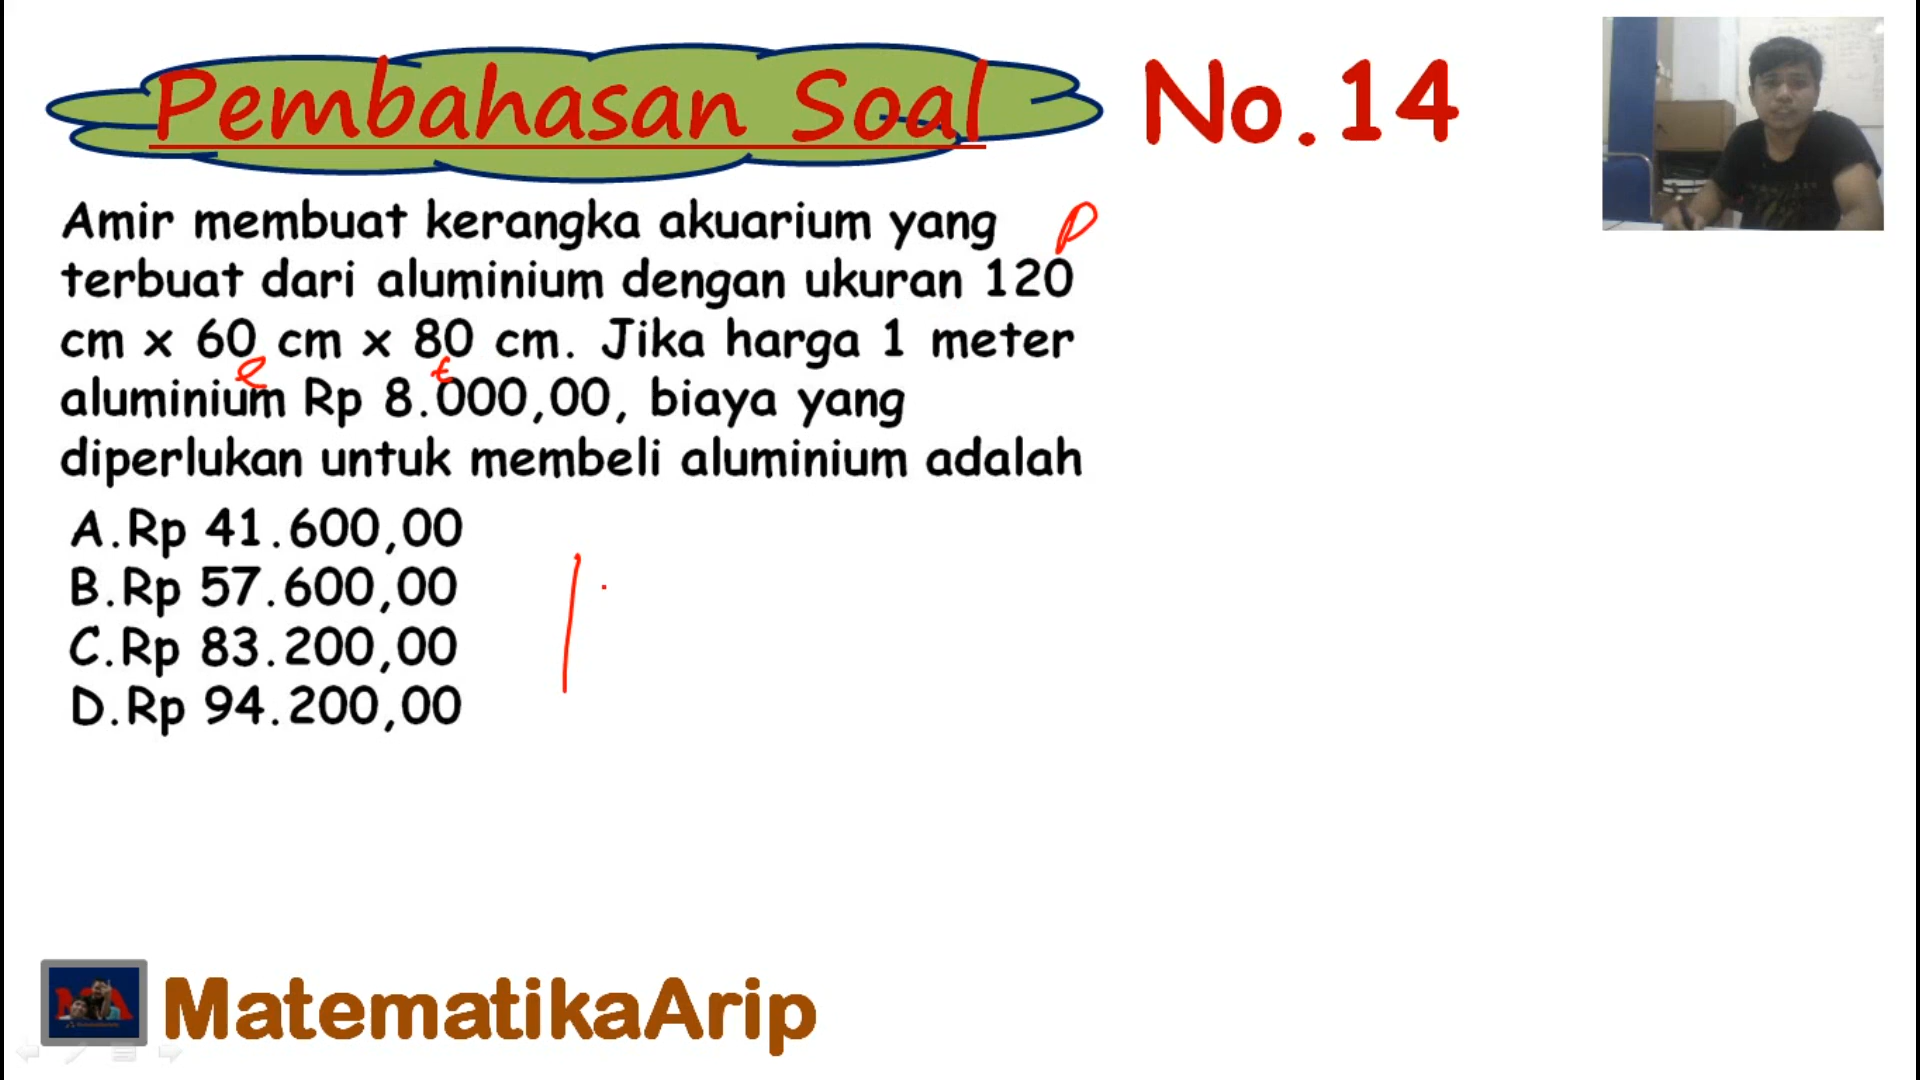 Pembahasan Soal No.14
Amir membuat kerangka akuarium yang
p
terbuat dari aluminium dengan ukuran 120
cm x 60 cm x 80 cm. Jika harga 1 meter
l t
aluminium Rp 8.000,00, biaya yang
diperlukan untuk membeli aluminium adalah
A.Rp 41.600,00
B.Rp 57.600,00
C.Rp 83.200,00
D.Rp 94.200,00
MatematikaArip